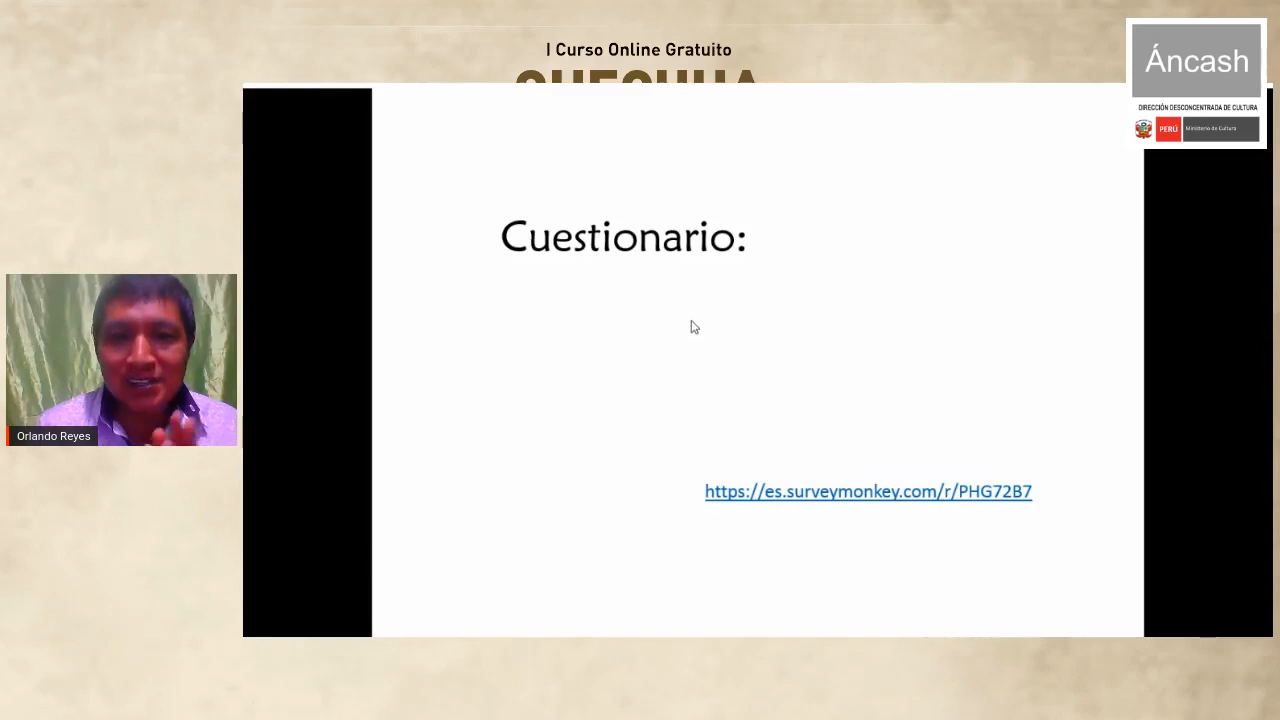 I Curso Online Gratuito
QUECHUA
Áncash
DIRECCIÓN DESCONCENTRADA DE CULTURA
PERÚ
Ministerio de Cultura
Cuestionario:
Orlando Reyes
https://es.surveymonkey.com/r/PHG72B7